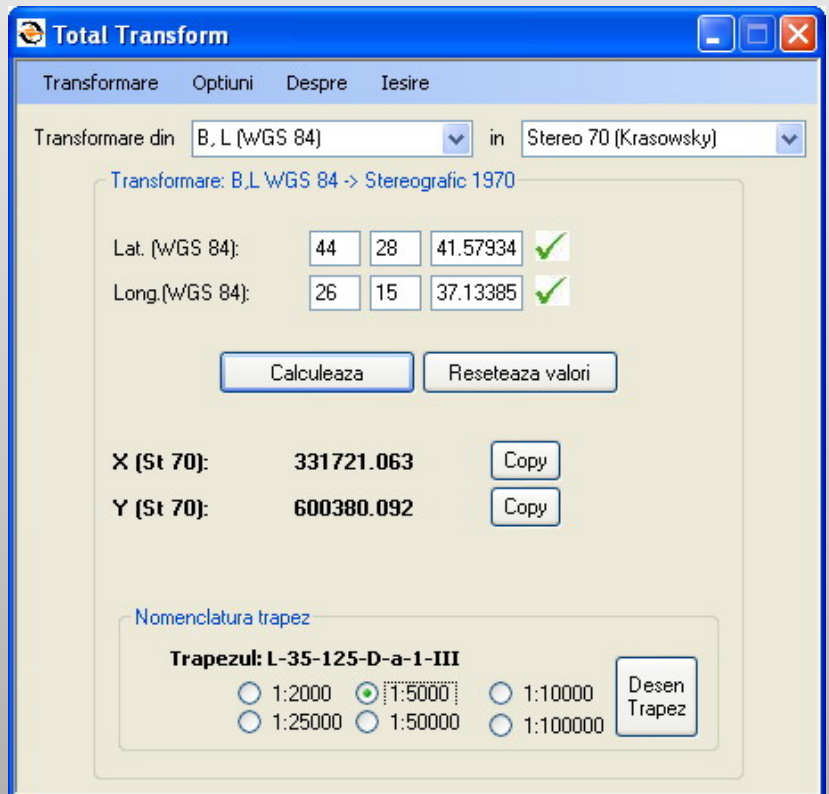 Total Transform
Transformare Optiuni Despre Iesire
Transformare din B, L (WGS 84) in Stereo 70 (Krasowsky)
Transformare: B,L WGS 84 -> Stereografic 1970
Lat. (WGS 84): 44 28 41.57934
Long.(WGS 84): 26 15 37.13385
Calculeaza Reseteaza valori
X (St 70): 331721.063 Copy
Y (St 70): 600380.092 Copy
Nomenclatura trapez
Trapezul: L-35-125-D-a-1-III
1:2000 1:5000 1:10000
1:25000 1:50000 1:100000
Desen
Trapez